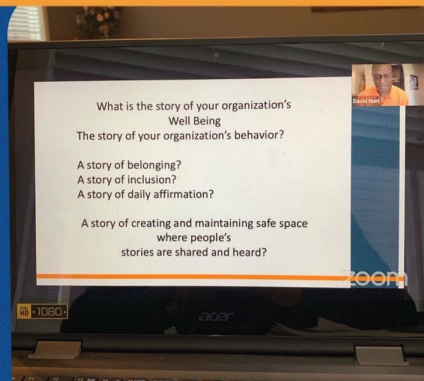 What is the story of your organization's
Well Being
The story of your organization's behavior?
A story of belonging?
A story of inclusion?
A story of daily affirmation?
A story of creating and maintaining safe space
where people's
stories are shared and heard?
David Hunt
zoom
FULL HD 1080
acer